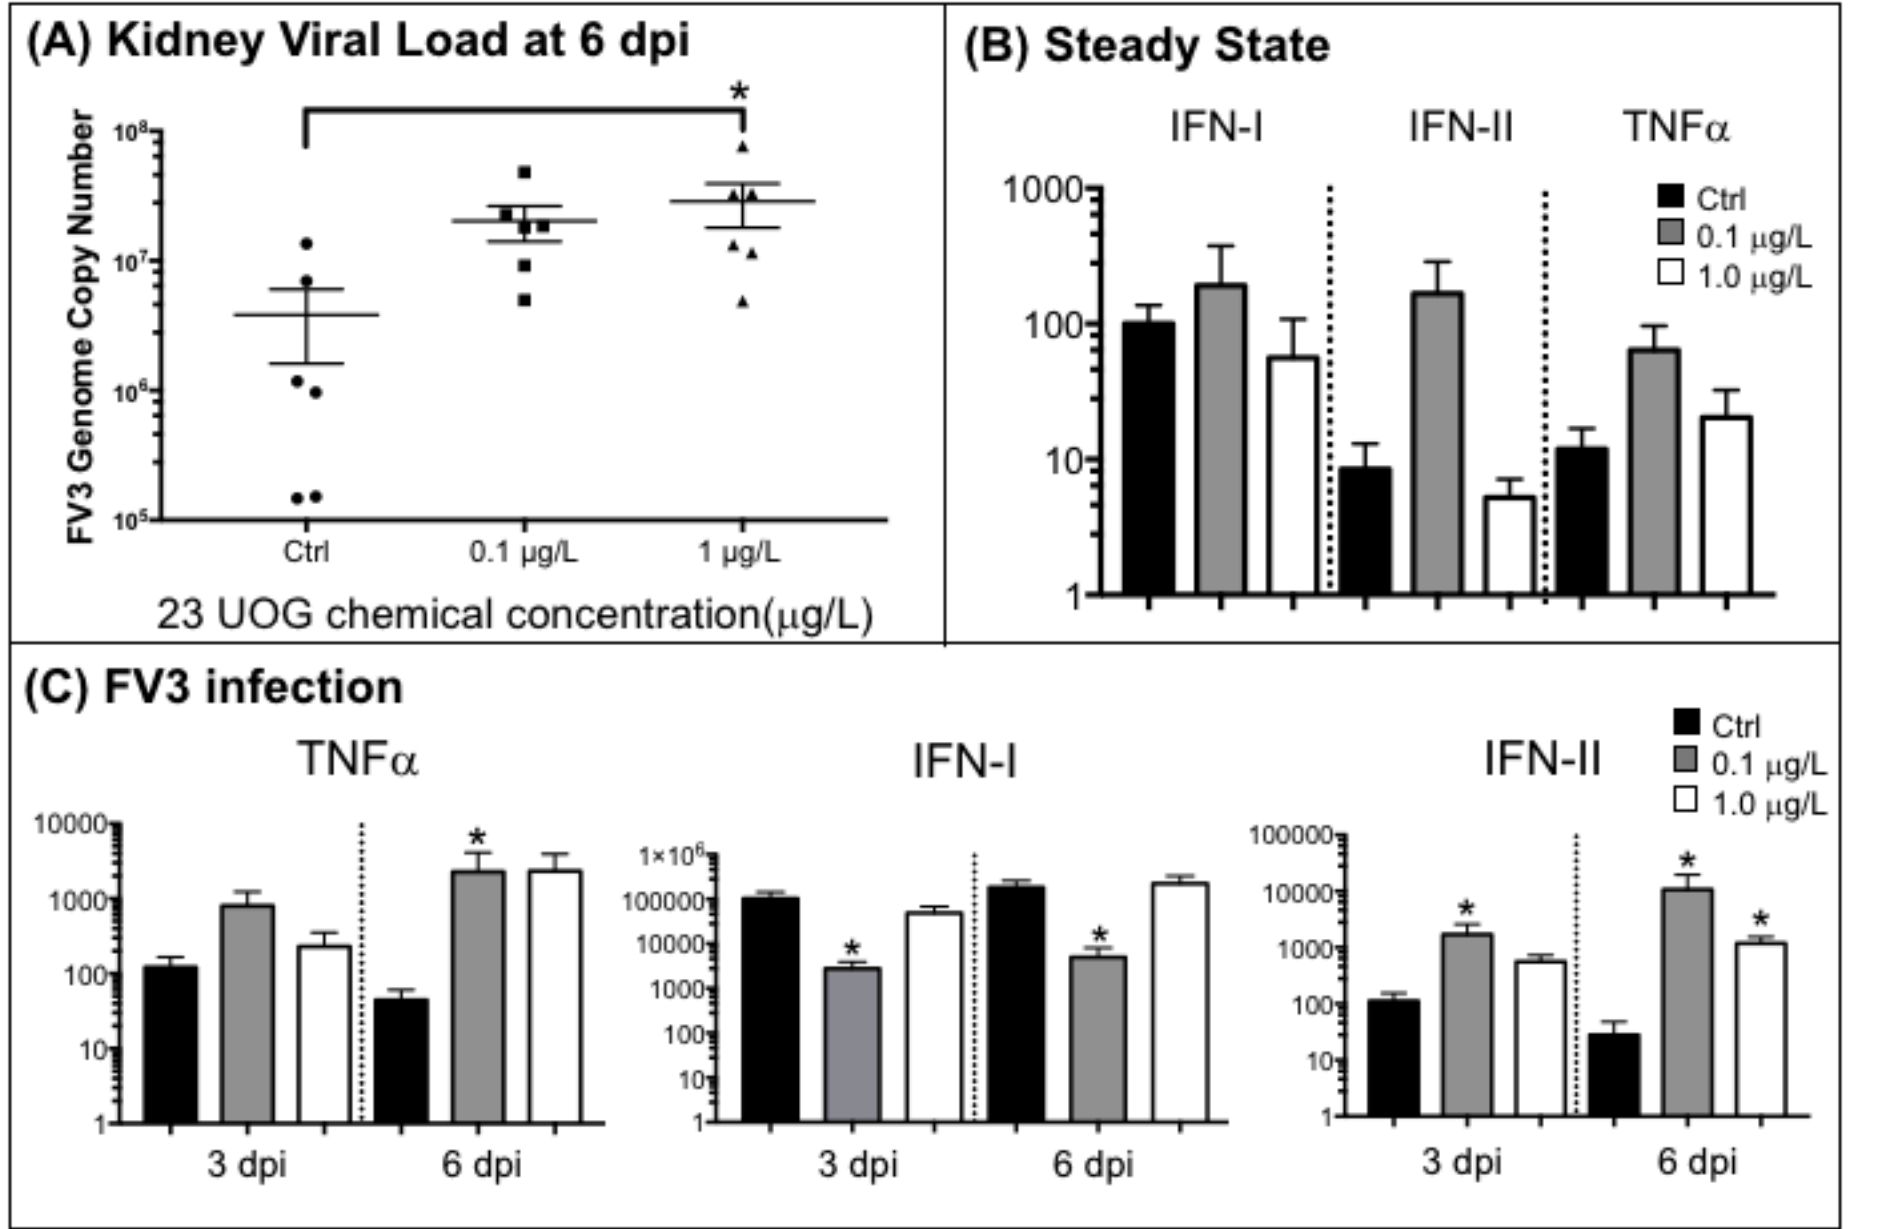 (A) Kidney Viral Load at 6 dpi
*
FV3 Genome Copy Number
10⁸
10⁷
10⁶
10⁵
Ctrl 0.1 µg/L 1 µg/L
23 UOG chemical concentration(µg/L)
(B) Steady State
IFN-I IFN-II TNFα
Ctrl
0.1 µg/L
1.0 µg/L
1000
100
10
1
(C) FV3 infection
Ctrl
0.1 µg/L
1.0 µg/L
TNFα
10000
1000
100
10
1
*
3 dpi 6 dpi
IFN-I
1×10⁶
100000
10000
1000
100
10
1
* *
3 dpi 6 dpi
IFN-II
100000
10000
1000
100
10
1
* * *
3 dpi 6 dpi